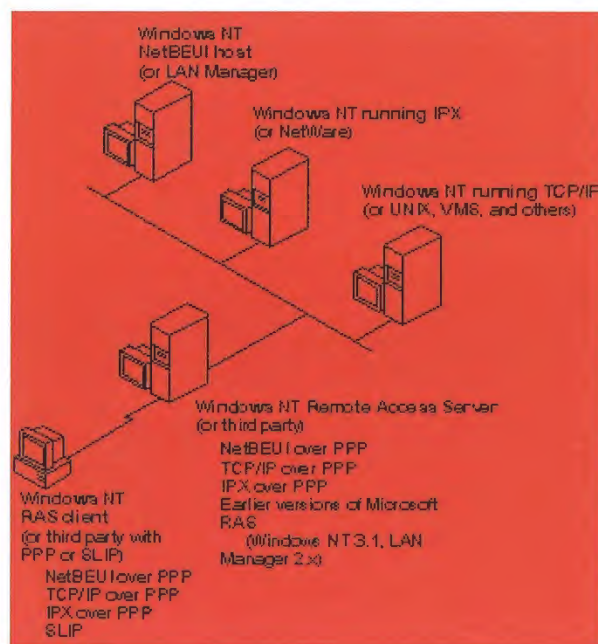 Windows NT
NetBEUI host
(or LAN Manager)
Windows NT running IPX
(or NetWare)
Windows NT running TCP/IP
(or UNIX, VMS, and others)
Windows NT Remote Access Server
(or third party)
NetBEUI over PPP
TCP/IP over PPP
IPX over PPP
Earlier versions of Microsoft
RAS
(Windows NT 3.1, LAN
Manager 2.x)
Windows NT
RAS client
(or third party with
PPP or SLIP)
NetBEUI over PPP
TCP/IP over PPP
IPX over PPP
SLIP